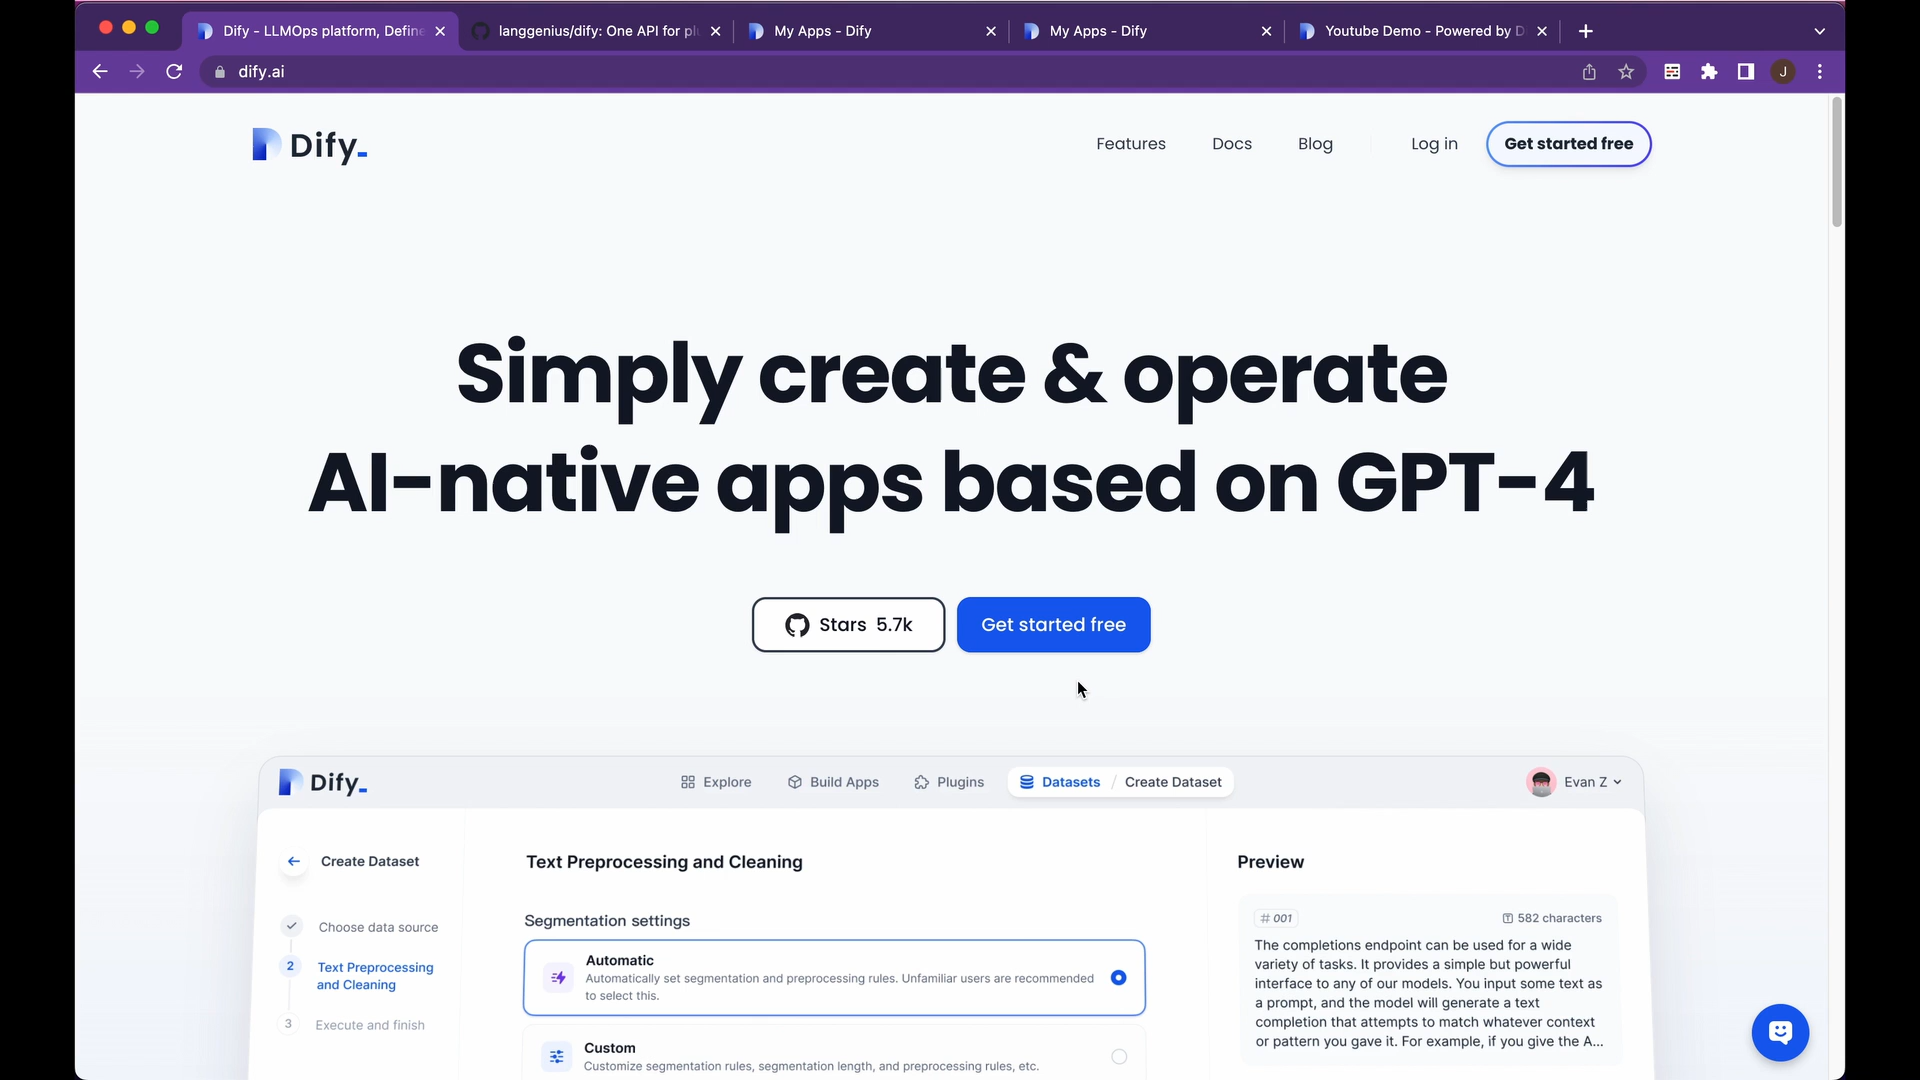 Dify - LLMOps platform, Define
langgenius/dify: One API for pl
My Apps - Dify
My Apps - Dify
Youtube Demo - Powered by D
dify.ai
J
Dify_
Features
Docs
Blog
Log in
Get started free
Simply create & operate
AI-native apps based on GPT-4
Stars 5.7k
Get started free
Dify_
Explore
Build Apps
Plugins
Datasets / Create Dataset
Evan Z
Create Dataset
Choose data source
2 Text Preprocessing
and Cleaning
3 Execute and finish
Text Preprocessing and Cleaning
Segmentation settings
Automatic
Automatically set segmentation and preprocessing rules. Unfamiliar users are recommended
to select this.
Custom
Customize segmentation rules, segmentation length, and preprocessing rules, etc.
Preview
# 001
582 characters
The completions endpoint can be used for a wide
variety of tasks. It provides a simple but powerful
interface to any of our models. You input some text as
a prompt, and the model will generate a text
completion that attempts to match whatever context
or pattern you gave it. For example, if you give the A...